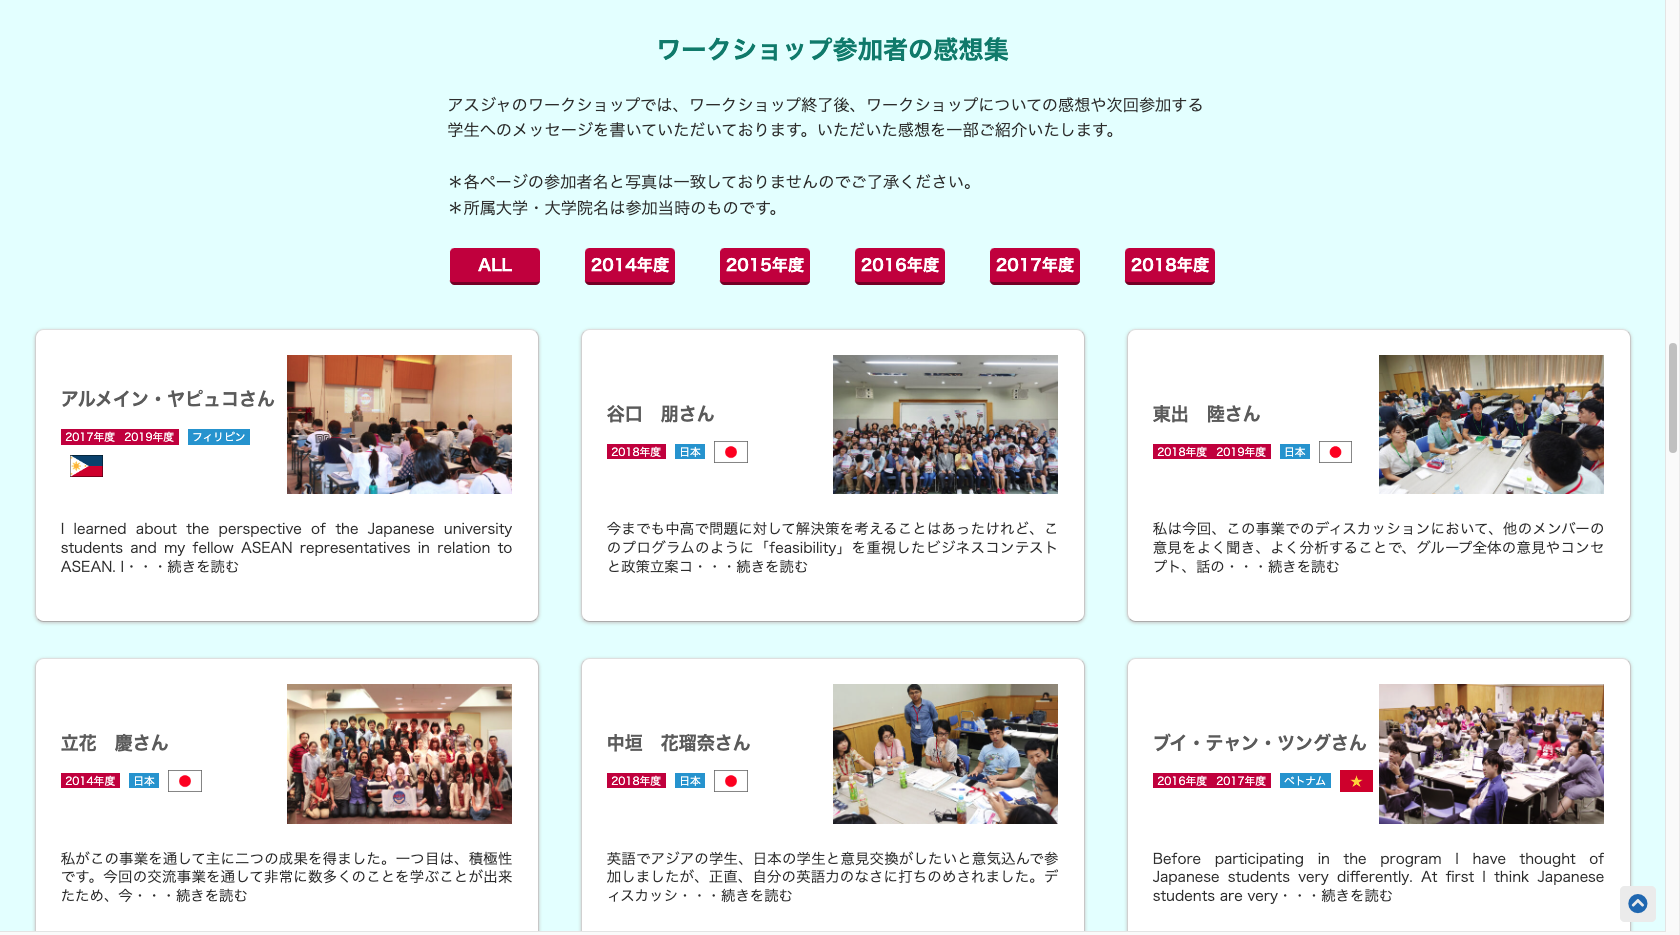 ワークショップ参加者の感想集
アスジャのワークショップでは、ワークショップ終了後、ワークショップについての感想や次回参加する
学生へのメッセージを書いていただいております。いただいた感想を一部ご紹介いたします。
＊各ページの参加者名と写真は一致しておりませんのでご了承ください。
＊所属大学・大学院名は参加当時のものです。
ALL 2014年度 2015年度 2016年度 2017年度 2018年度
アルメイン・ヤピュコさん
2017年度 2019年度 フィリピン
I learned about the perspective of the Japanese university
students and my fellow ASEAN representatives in relation to
ASEAN. I・・・続きを読む
谷口　朋さん
2018年度 日本
今までも中高で問題に対して解決策を考えることはあったけれど、こ
のプログラムのように「feasibility」を重視したビジネスコンテスト
と政策立案コ・・・続きを読む
東出　陸さん
2018年度 2019年度 日本
私は今回、この事業でのディスカッションにおいて、他のメンバーの
意見をよく聞き、よく分析することで、グループ全体の意見やコンセ
プト、話の・・・続きを読む
立花　慶さん
2014年度 日本
私がこの事業を通して主に二つの成果を得ました。一つ目は、積極性
です。今回の交流事業を通して非常に数多くのことを学ぶことが出来
たため、今・・・続きを読む
中垣　花瑠奈さん
2018年度 日本
英語でアジアの学生、日本の学生と意見交換がしたいと意気込んで参
加しましたが、正直、自分の英語力のなさに打ちのめされました。デ
ィスカッシ・・・続きを読む
ブイ・チャン・ツングさん
2016年度 2017年度 ベトナム
Before participating in the program I have thought of
Japanese students very differently. At first I think Japanese
students are very・・・続きを読む